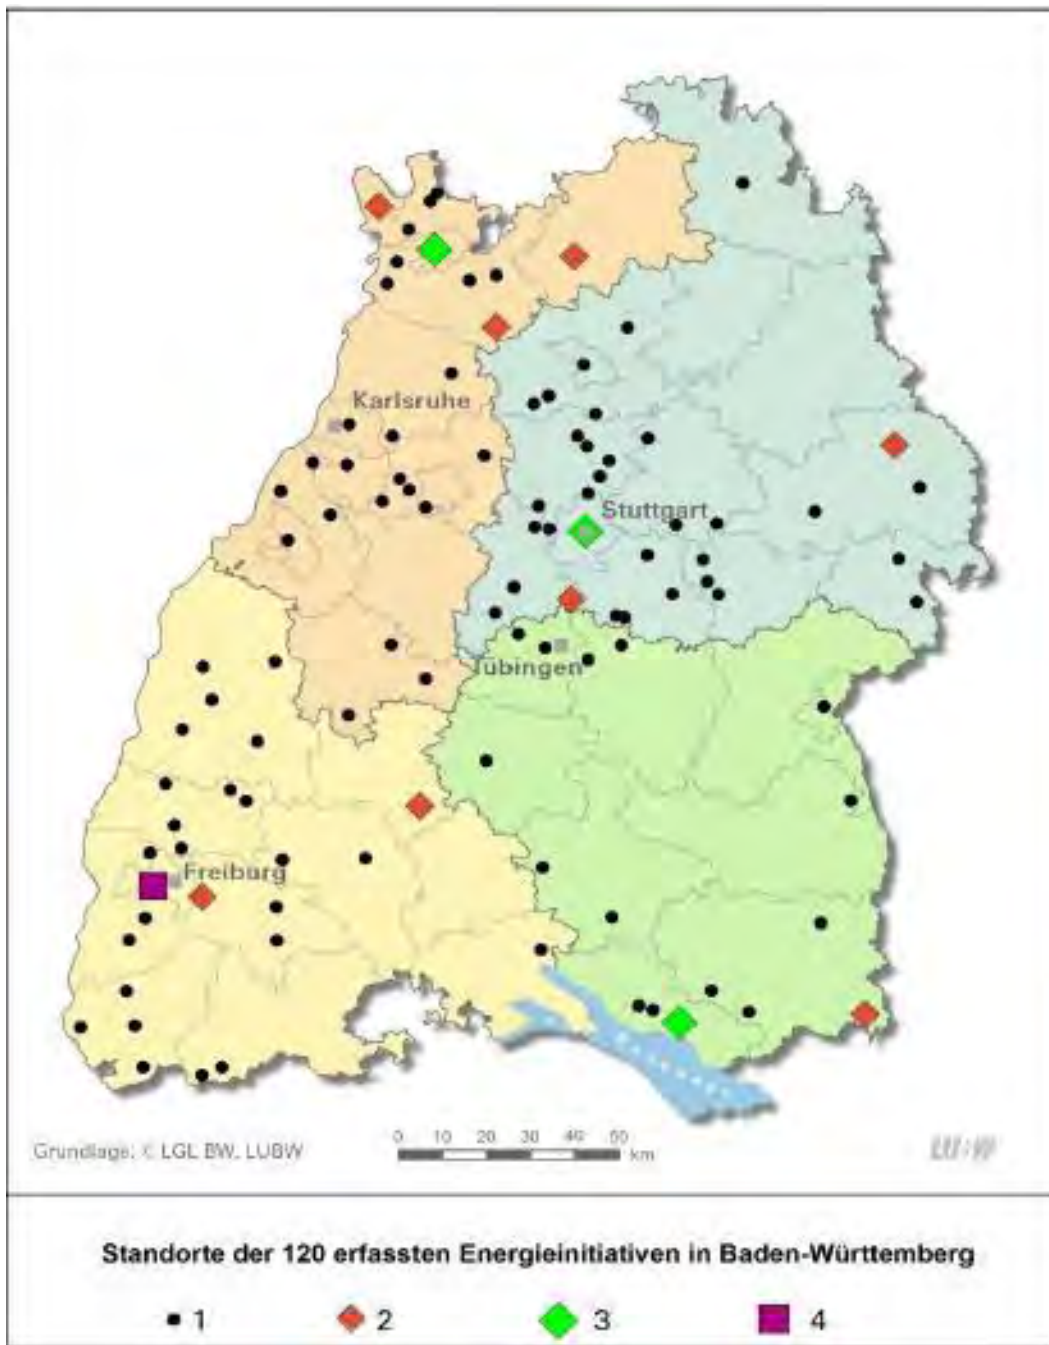 Karlsruhe
Stuttgart
Tübingen
Freiburg
0 10 20 30 40 50
km
Grundlage: © LGL BW, LUBW
LU:W
Standorte der 120 erfassten Energieinitiativen in Baden-Württemberg
1 2 3 4